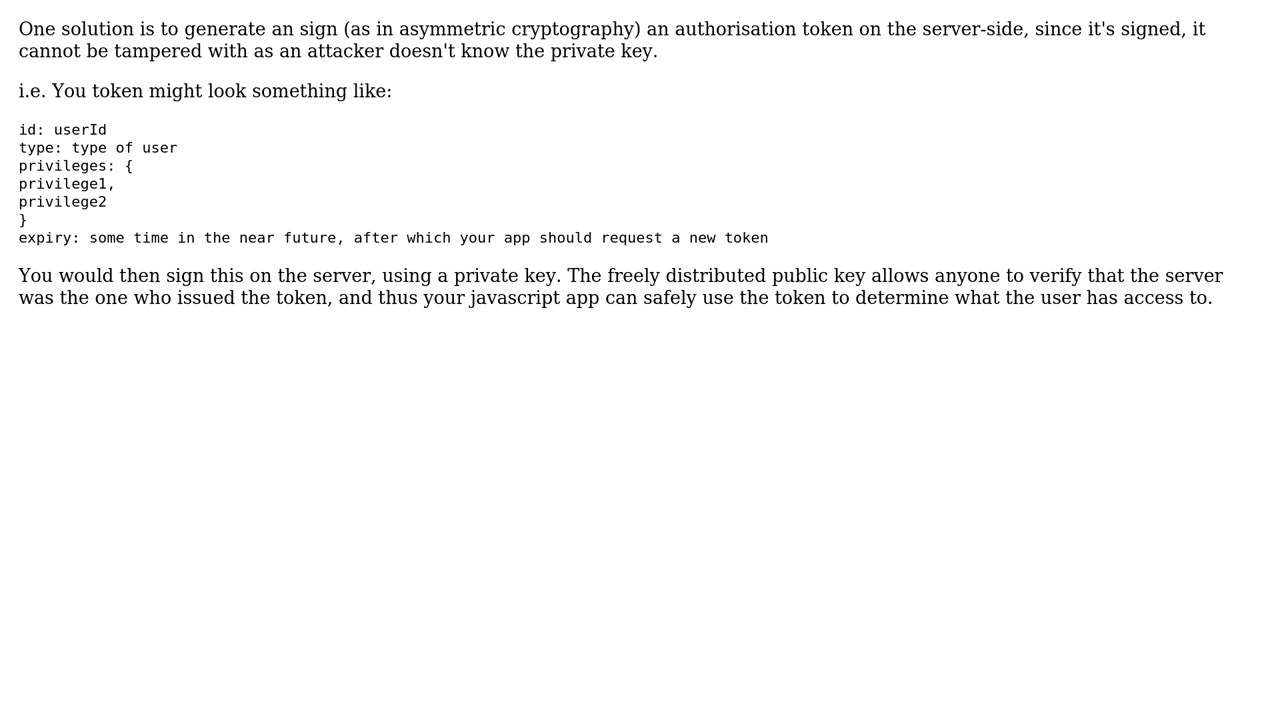 One solution is to generate an sign (as in asymmetric cryptography) an authorisation token on the server-side, since it's signed, it
cannot be tampered with as an attacker doesn't know the private key.
i.e. You token might look something like:
id: userId
type: type of user
privileges: {
privilege1,
privilege2
}
expiry: some time in the near future, after which your app should request a new token
You would then sign this on the server, using a private key. The freely distributed public key allows anyone to verify that the server
was the one who issued the token, and thus your javascript app can safely use the token to determine what the user has access to.